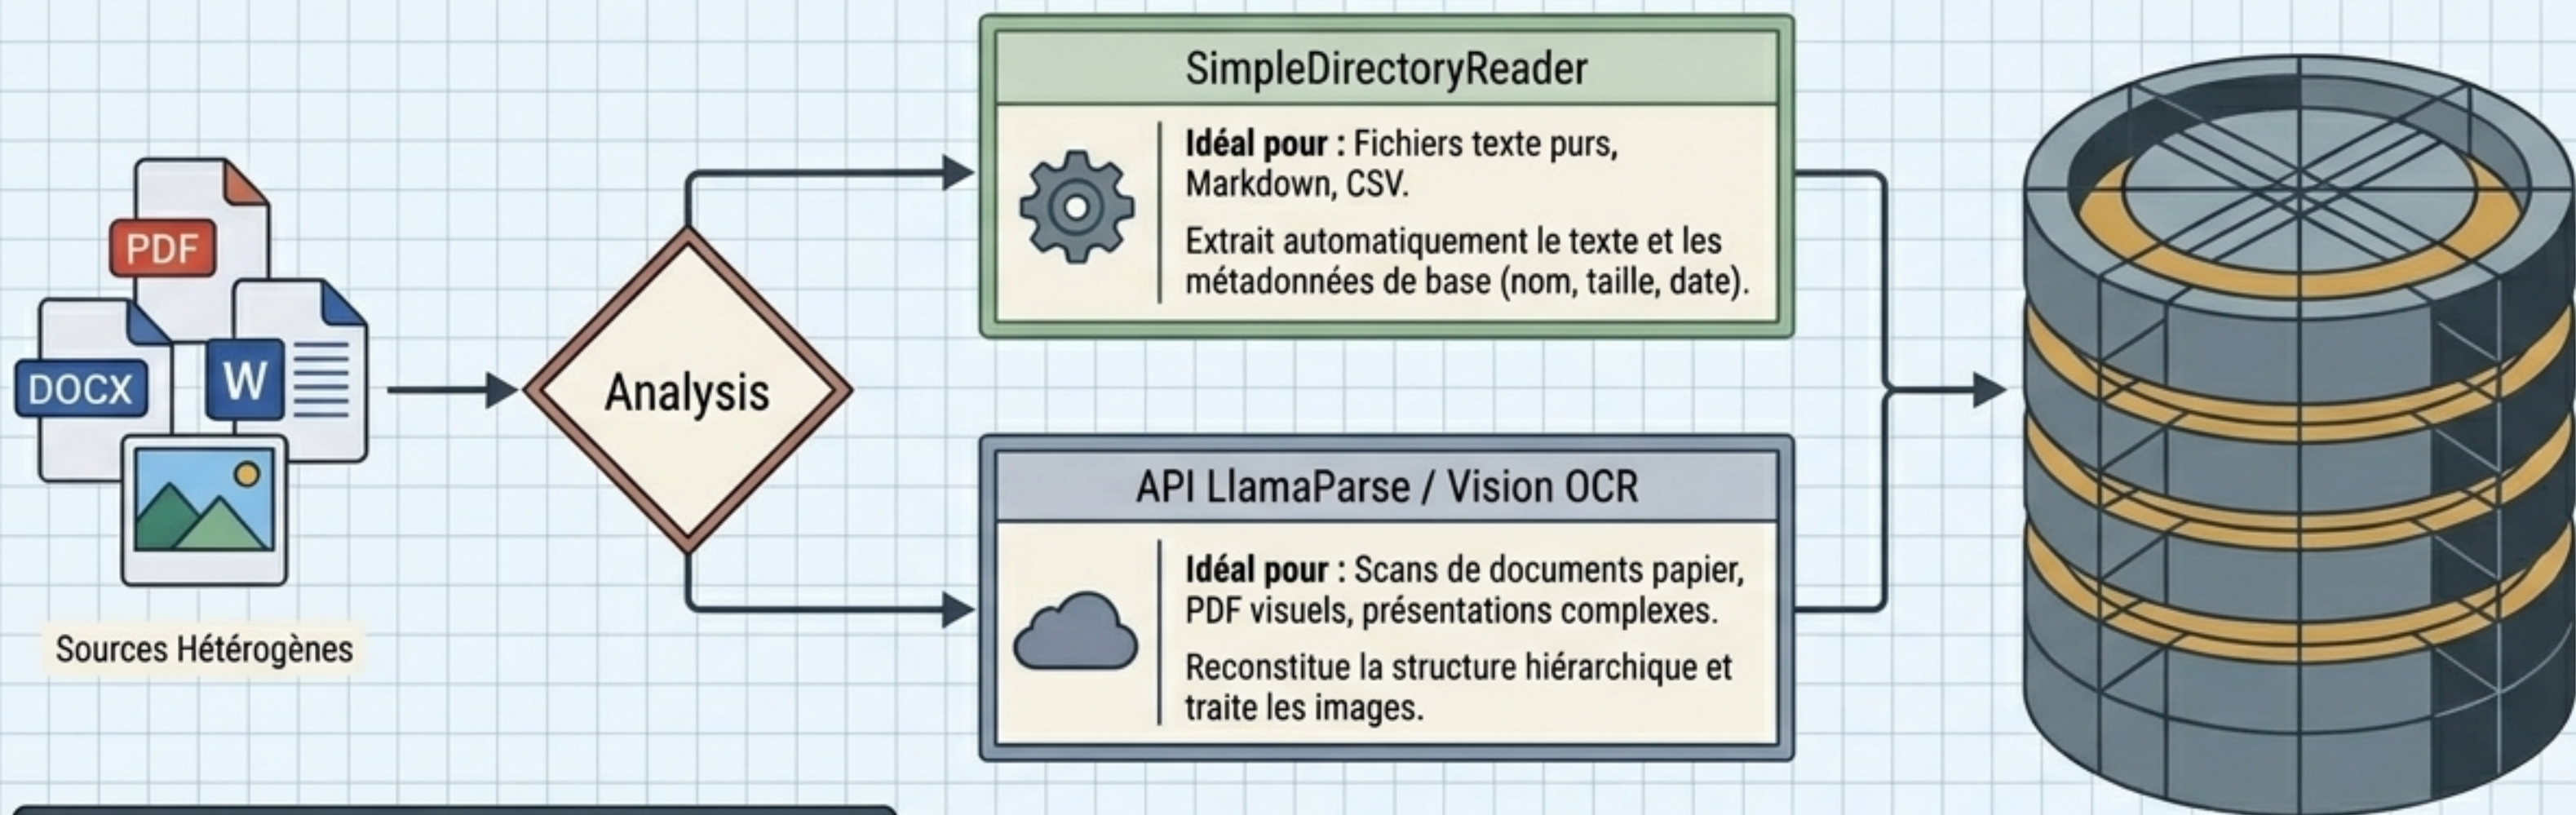 PDF
DOCX
W
Sources Hétérogènes
Analysis
SimpleDirectoryReader
Idéal pour : Fichiers texte purs,
Markdown, CSV.
Extrait automatiquement le texte et les
métadonnées de base (nom, taille, date).
API LlamaParse / Vision OCR
Idéal pour : Scans de documents papier,
PDF visuels, présentations complexes.
Reconstitue la structure hiérarchique et
traite les images.